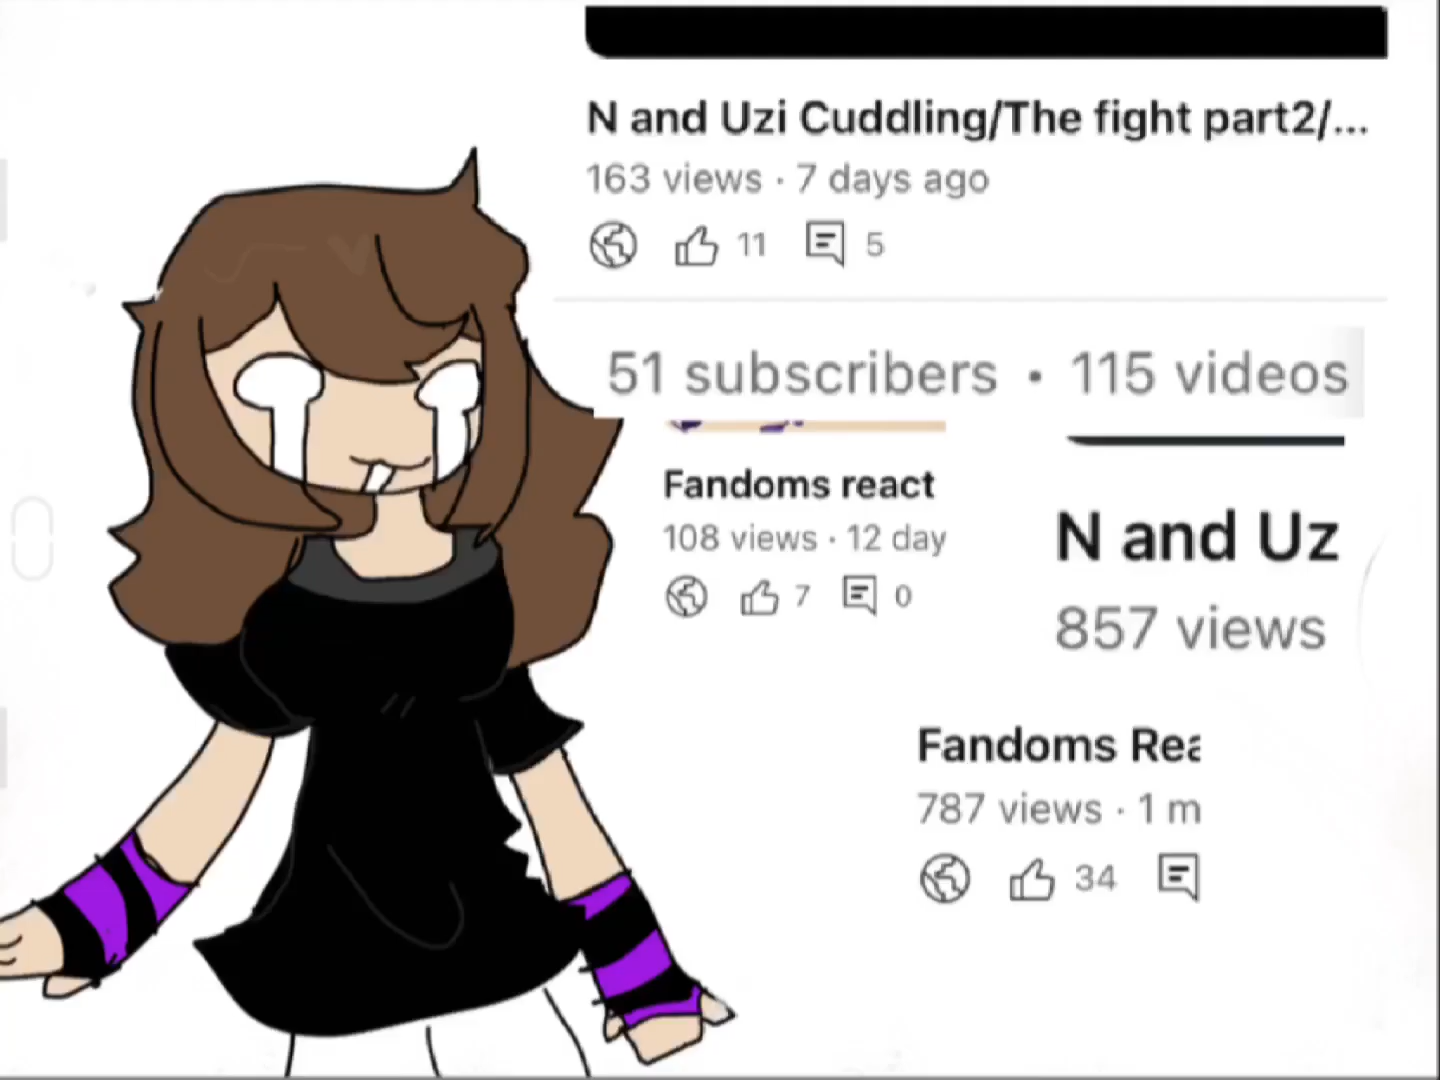 N and Uzi Cuddling/The fight part2/...
163 views · 7 days ago
11 5
51 subscribers • 115 videos
Fandoms react
108 views · 12 day
7 0
N and Uz
857 views
Fandoms Rea
787 views · 1 m
34